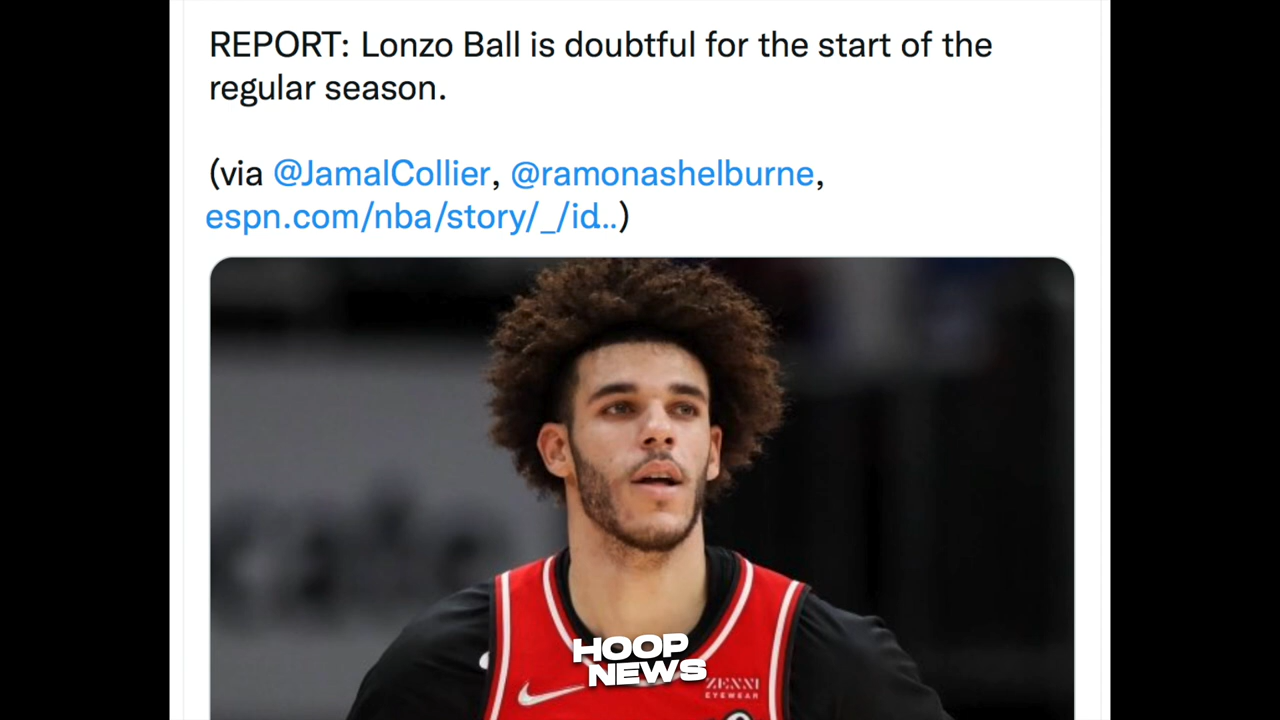 REPORT: Lonzo Ball is doubtful for the start of the
regular season.
(via @JamalCollier, @ramonashelburne,
espn.com/nba/story/_/id...)
HOOP
NEWS
ZENNI
EYEWEAR